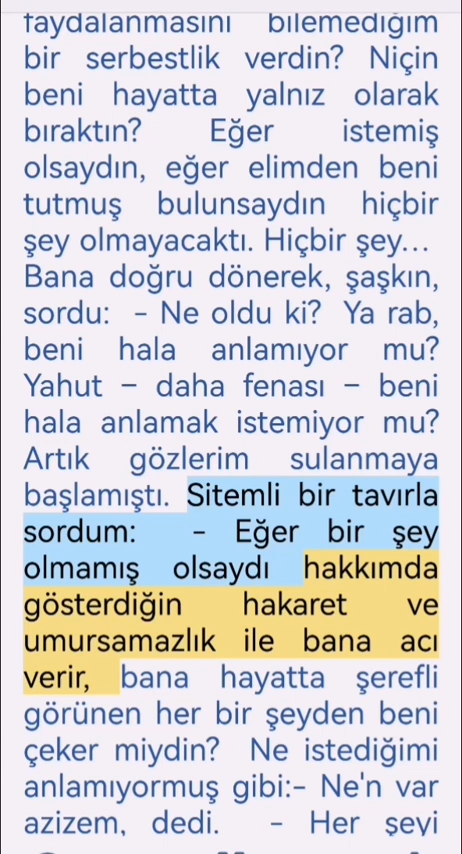 faydalanmasını bilemediğim
bir serbestlik verdin? Niçin
beni hayatta yalnız olarak
bıraktın? Eğer istemiş
olsaydın, eğer elimden beni
tutmuş bulunsaydın hiçbir
şey olmayacaktı. Hiçbir şey...
Bana doğru dönerek, şaşkın,
sordu: - Ne oldu ki? Ya rab,
beni hala anlamıyor mu?
Yahut – daha fenası – beni
hala anlamak istemiyor mu?
Artık gözlerim sulanmaya
başlamıştı. Sitemli bir tavırla
sordum: - Eğer bir şey
olmamış olsaydı hakkımda
gösterdiğin hakaret ve
umursamazlık ile bana acı
verir, bana hayatta şerefli
görünen her bir şeyden beni
çeker miydin? Ne istediğimi
anlamıyormuş gibi:- Ne'n var
azizem, dedi. - Her şeyi